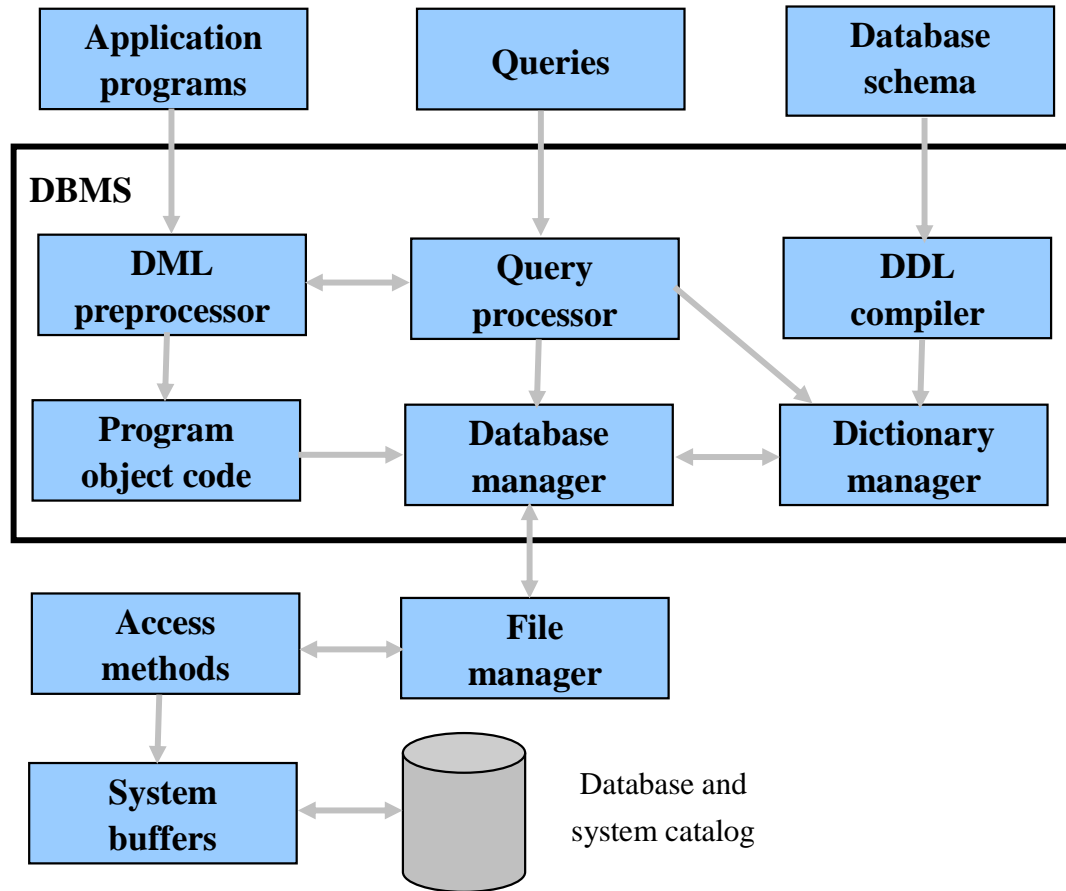 Application
programs
Queries
Database
schema
DBMS
DML
preprocessor
Query
processor
DDL
compiler
Program
object code
Database
manager
Dictionary
manager
Access
methods
File
manager
System
buffers
Database and
system catalog